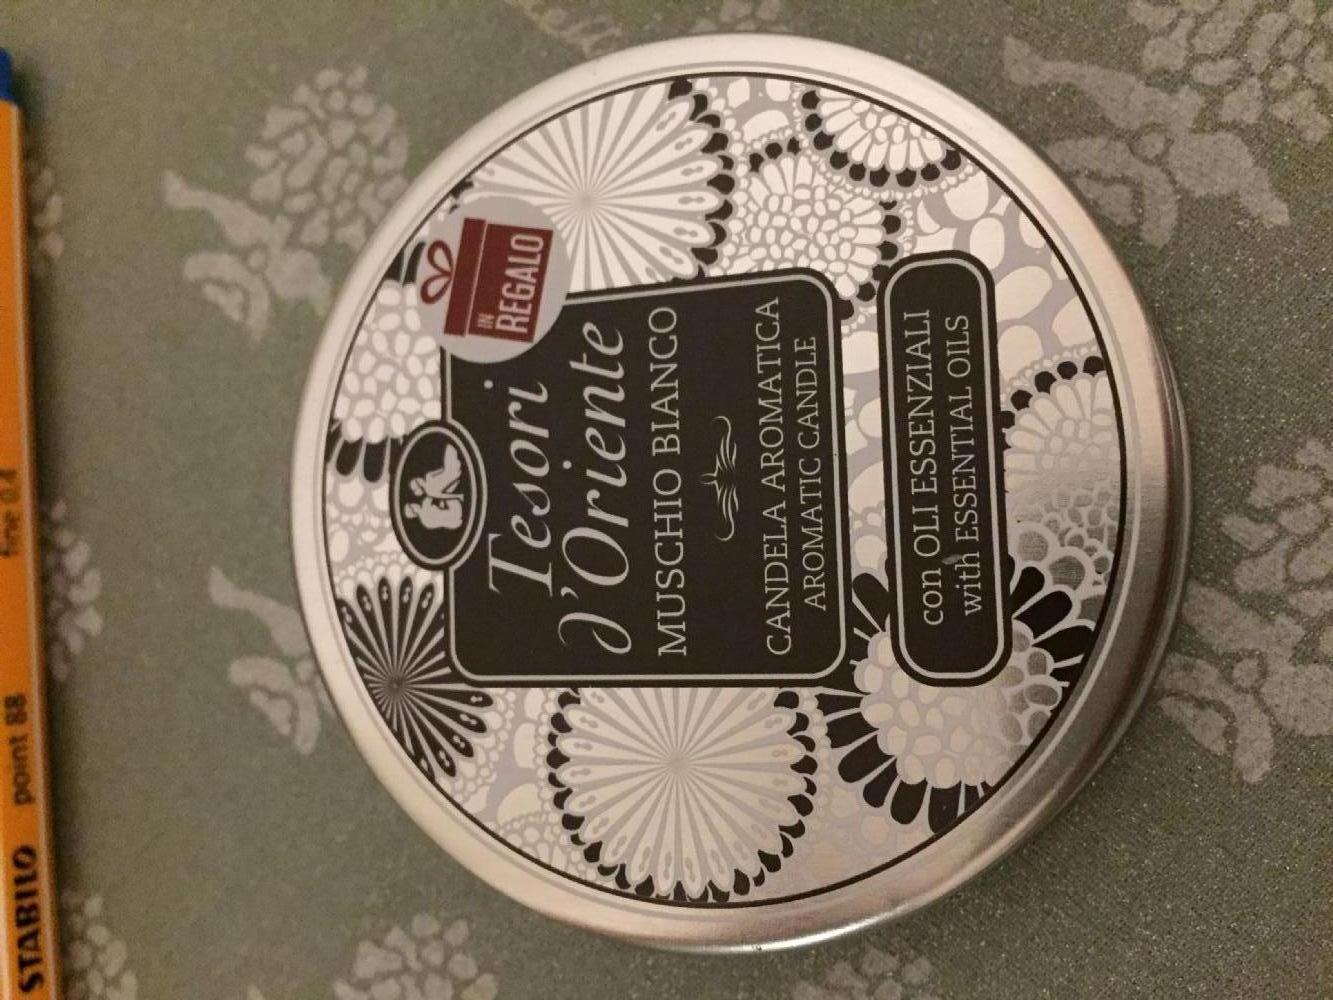 IN
REGALO
Tesori
d'Oriente
MUSCHIO BIANCO
CANDELA AROMATICA
AROMATIC CANDLE
con OLI ESSENZIALI
with ESSENTIAL OILS
STABILO point 88 fine 0.4